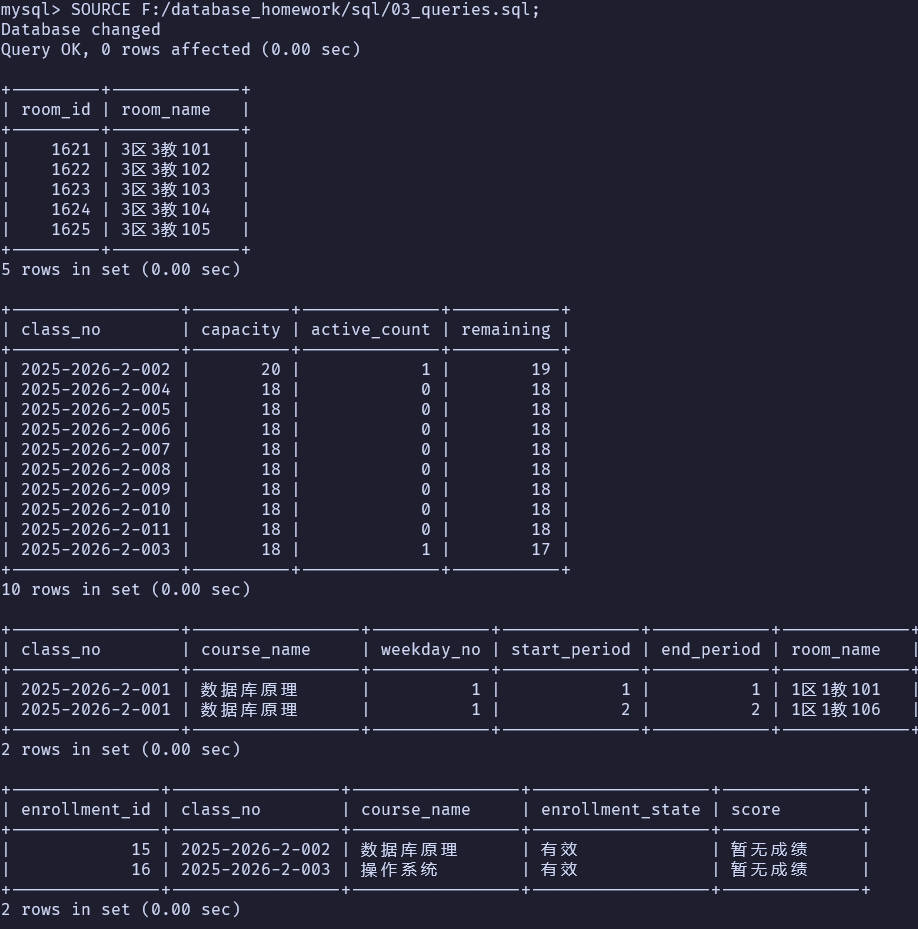 mysql> SOURCE F:/database_homework/sql/03_queries.sql;
Database changed
Query OK, 0 rows affected (0.00 sec)
+---------+-------------+
| room_id | room_name   |
+---------+-------------+
|    1621 | 3区3教101   |
|    1622 | 3区3教102   |
|    1623 | 3区3教103   |
|    1624 | 3区3教104   |
|    1625 | 3区3教105   |
+---------+-------------+
5 rows in set (0.00 sec)
+-----------------+----------+--------------+-----------+
| class_no        | capacity | active_count | remaining |
+-----------------+----------+--------------+-----------+
| 2025-2026-2-002 |       20 |            1 |        19 |
| 2025-2026-2-004 |       18 |            0 |        18 |
| 2025-2026-2-005 |       18 |            0 |        18 |
| 2025-2026-2-006 |       18 |            0 |        18 |
| 2025-2026-2-007 |       18 |            0 |        18 |
| 2025-2026-2-008 |       18 |            0 |        18 |
| 2025-2026-2-009 |       18 |            0 |        18 |
| 2025-2026-2-010 |       18 |            0 |        18 |
| 2025-2026-2-011 |       18 |            0 |        18 |
| 2025-2026-2-003 |       18 |            1 |        17 |
+-----------------+----------+--------------+-----------+
10 rows in set (0.00 sec)
+-----------------+-----------------+------------+--------------+------------+-------------+
| class_no        | course_name     | weekday_no | start_period | end_period | room_name   |
+-----------------+-----------------+------------+--------------+------------+-------------+
| 2025-2026-2-001 | 数据库原理      |          1 |            1 |          1 | 1区1教101   |
| 2025-2026-2-001 | 数据库原理      |          1 |            2 |          2 | 1区1教106   |
+-----------------+-----------------+------------+--------------+------------+-------------+
2 rows in set (0.00 sec)
+---------------+-----------------+-----------------+------------------+--------------+
| enrollment_id | class_no        | course_name     | enrollment_state | score        |
+---------------+-----------------+-----------------+------------------+--------------+
|            15 | 2025-2026-2-002 | 数据库原理      | 有效             | 暂无成绩     |
|            16 | 2025-2026-2-003 | 操作系统        | 有效             | 暂无成绩     |
+---------------+-----------------+-----------------+------------------+--------------+
2 rows in set (0.00 sec)